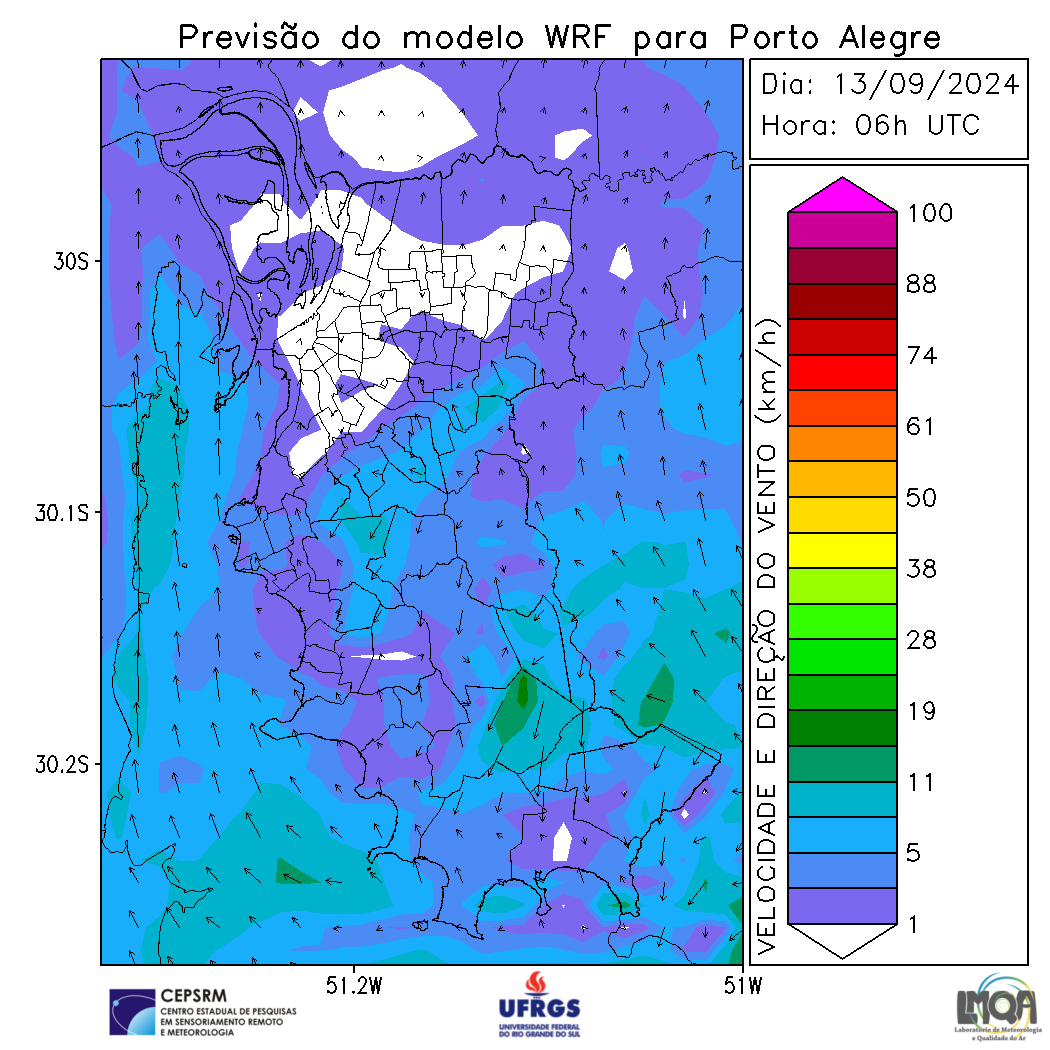 Previsão do modelo WRF para Porto Alegre
Dia: 13/09/2024
Hora: 06h UTC
100
88
74
61
50
38
28
19
11
5
1
VELOCIDADE E DIREÇÃO DO VENTO (km/h)
30S
30.1S
30.2S
51.2W
51W
CEPSRM
CENTRO ESTADUAL DE PESQUISAS
EM SENSORIAMENTO REMOTO
E METEOROLOGIA
UFRGS
UNIVERSIDADE FEDERAL
DO RIO GRANDE DO SUL
LMQA
Laboratório de Meteorologia
e Qualidade do Ar